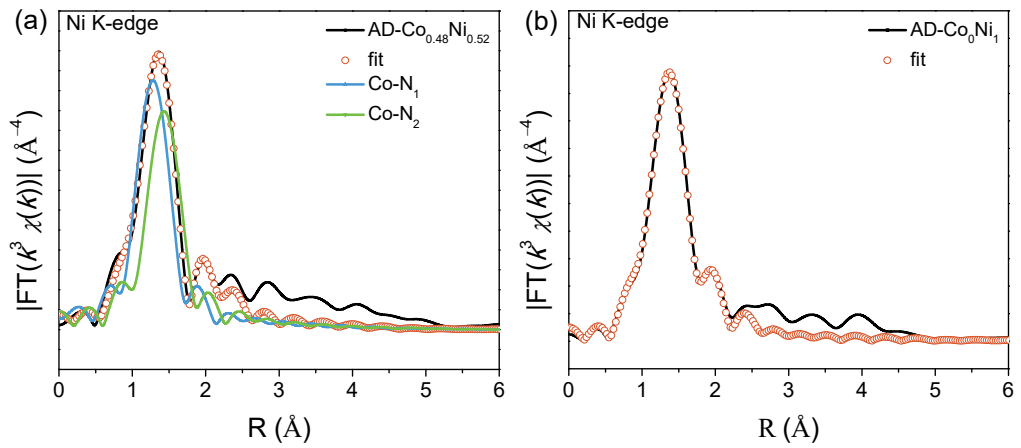 (a)
Ni K-edge
AD-Co0.48Ni0.52
fit
Co-N1
Co-N2
|FT(k³ χ(k))| (Å⁻⁴)
0 1 2 3 4 5 6
R (Å)
(b)
Ni K-edge
AD-Co0Ni1
fit
|FT(k³ χ(k))| (Å⁻⁴)
0 1 2 3 4 5 6
R (Å)